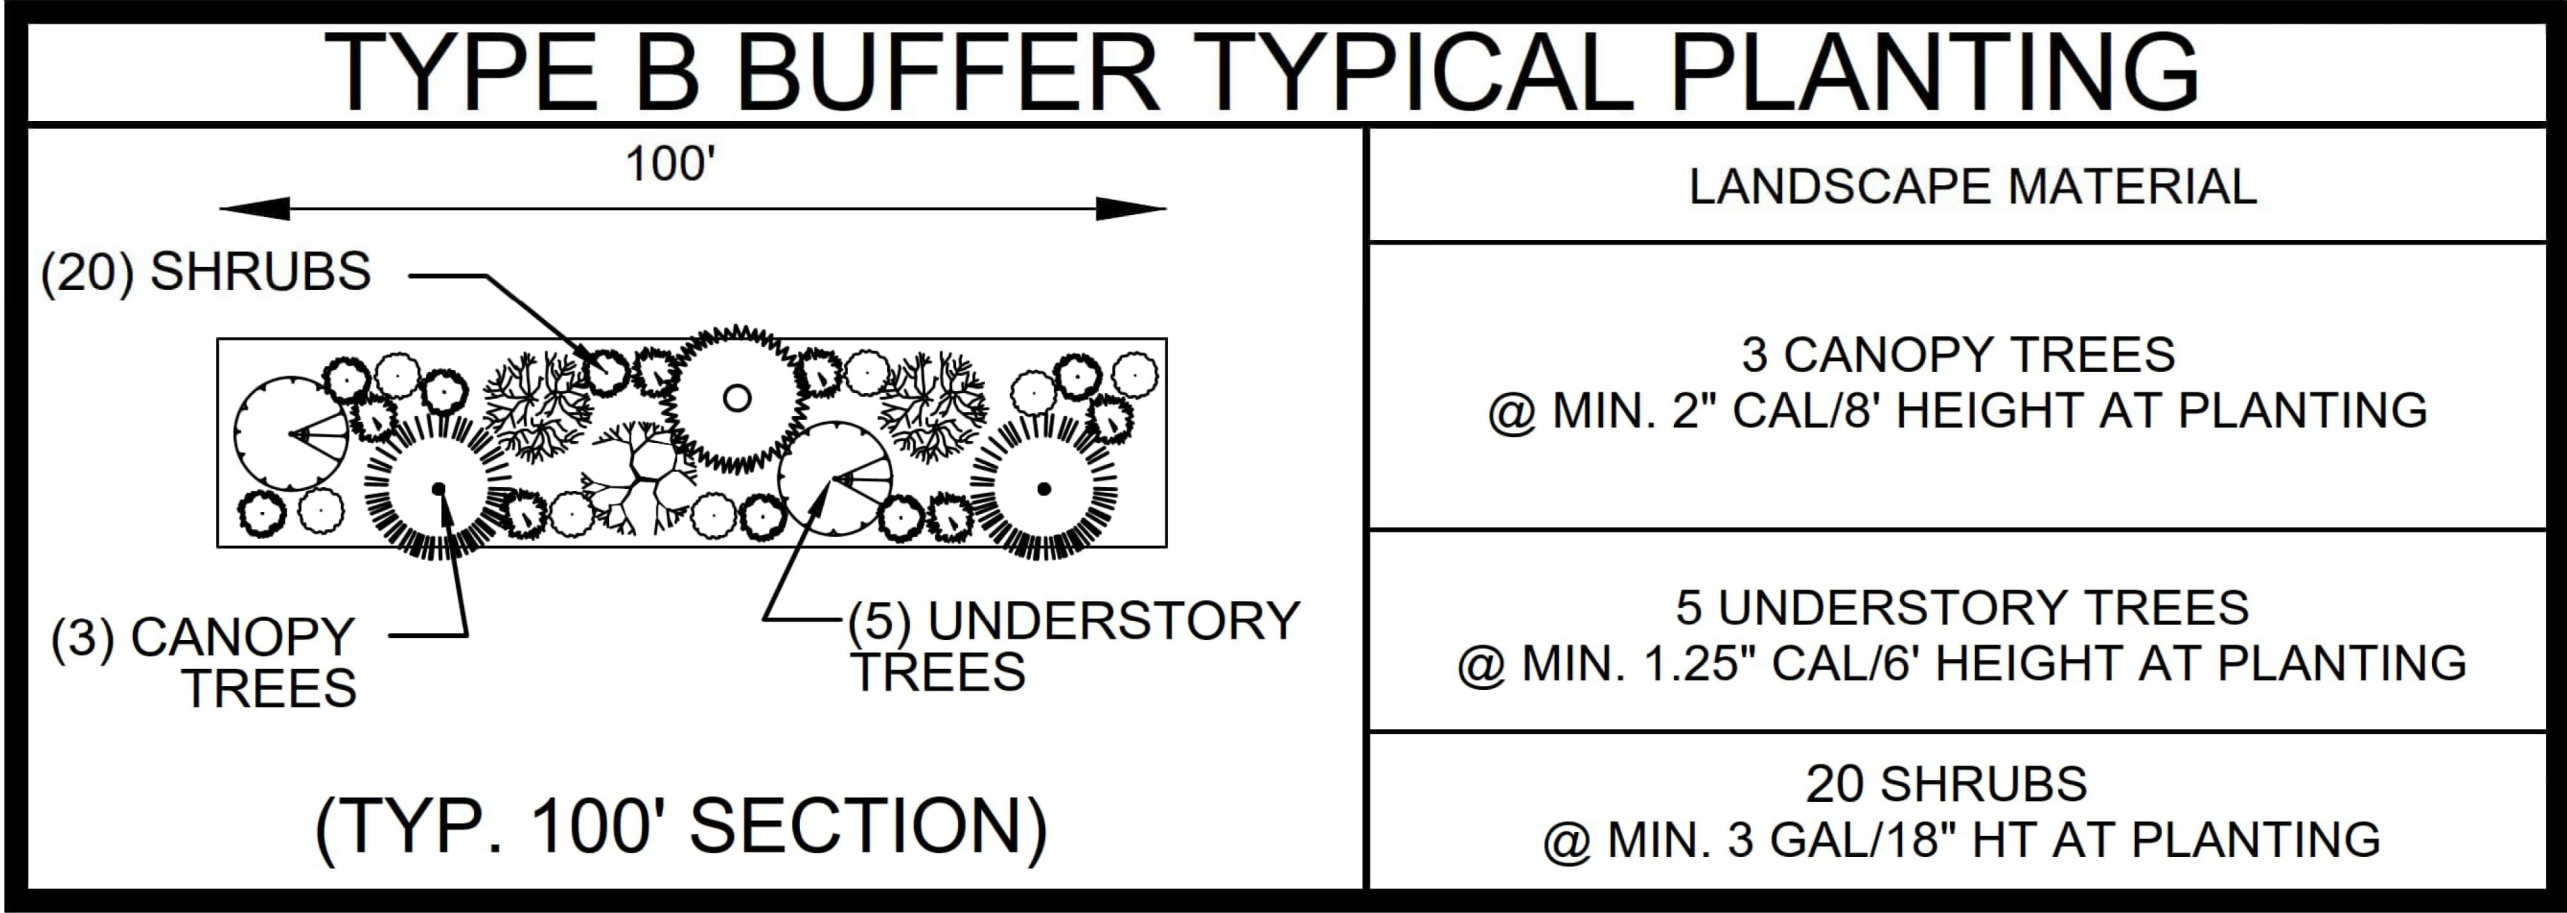 TYPE B BUFFER TYPICAL PLANTING
100'
(20) SHRUBS
(3) CANOPY
TREES
(5) UNDERSTORY
TREES
(TYP. 100' SECTION)
LANDSCAPE MATERIAL
3 CANOPY TREES
@ MIN. 2" CAL/8' HEIGHT AT PLANTING
5 UNDERSTORY TREES
@ MIN. 1.25" CAL/6' HEIGHT AT PLANTING
20 SHRUBS
@ MIN. 3 GAL/18" HT AT PLANTING